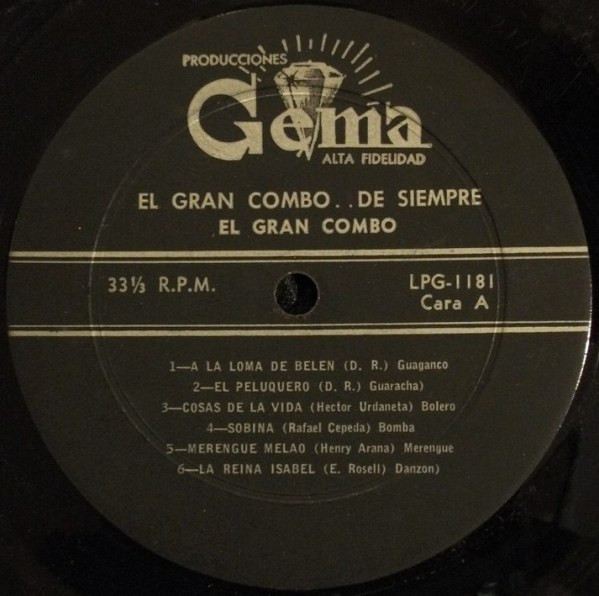 PRODUCCIONES
Gema
ALTA FIDELIDAD
EL GRAN COMBO..DE SIEMPRE
EL GRAN COMBO
33⅓ R.P.M.
LPG-1181
Cara A
1—A LA LOMA DE BELEN (D. R.) Guaganco
2—EL PELUQUERO (D. R.) Guaracha)
3—COSAS DE LA VIDA (Hector Urdaneta) Bolero
4—SOBINA (Rafael Cepeda) Bomba
5—MERENGUE MELAO (Henry Arana) Merengue
6—LA REINA ISABEL (E. Rosell) Danzon)